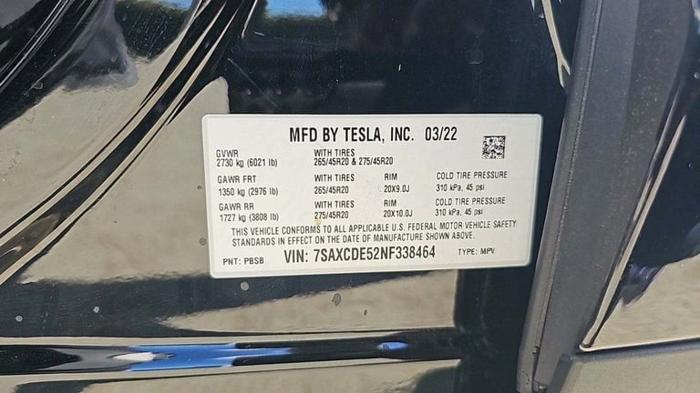 MFD BY TESLA, INC. 03/22
GVWR WITH TIRES
2730 kg (6021 lb) 265/45R20 & 275/45R20
GAWR FRT WITH TIRES RIM COLD TIRE PRESSURE
1350 kg (2976 lb) 265/45R20 20X9.0J 310 kPa, 45 psi
GAWR RR WITH TIRES RIM COLD TIRE PRESSURE
1727 kg (3808 lb) 275/45R20 20X10.0J 310 kPa, 45 psi
THIS VEHICLE CONFORMS TO ALL APPLICABLE U.S. FEDERAL MOTOR VEHICLE SAFETY
STANDARDS IN EFFECT ON THE DATE OF MANUFACTURE SHOWN ABOVE.
PNT: PBSB VIN: 7SAXCDE52NF338464 TYPE: MPV